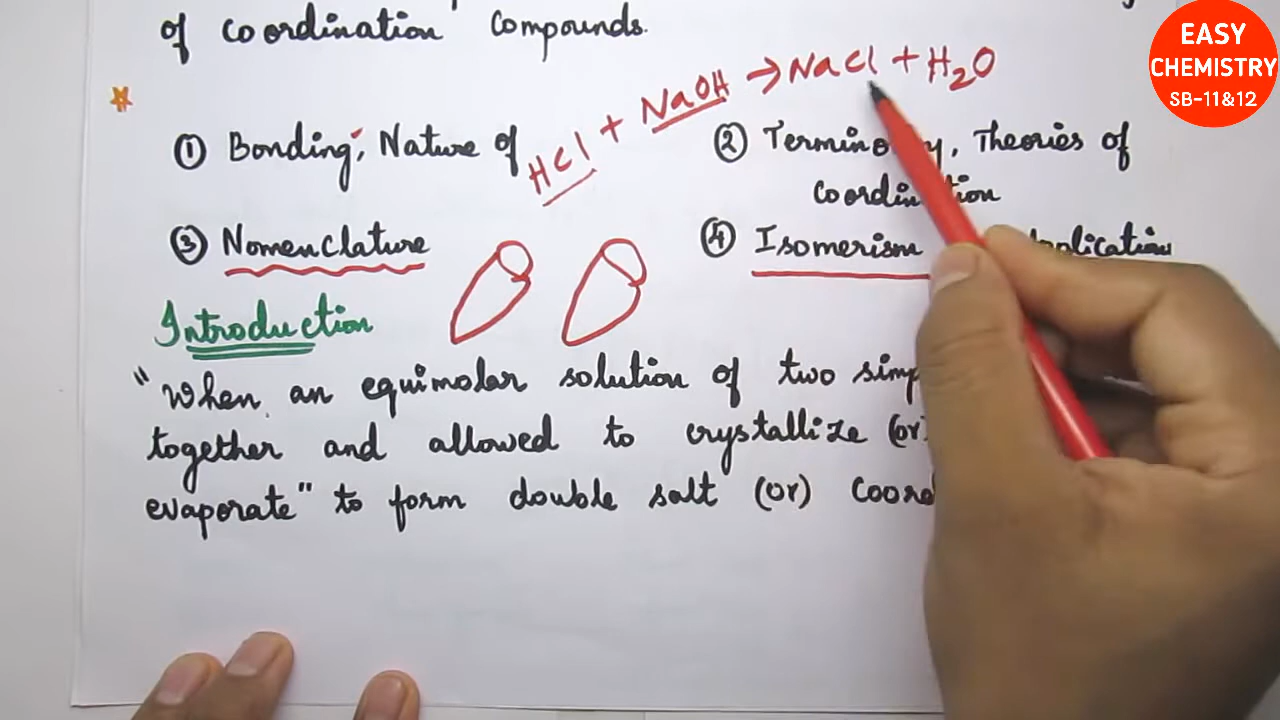 of coordination" compounds.
EASY
CHEMISTRY
SB-11&12
HCl + NaOH → NaCl + H₂O
① Bonding, Nature of
② Theories of
Coordination
③ Nomenclature
④ Isomerism
Introduction
"When an equimolar solution of two
together and allowed to crystallize (or)
evaporate" to form double salt (or)